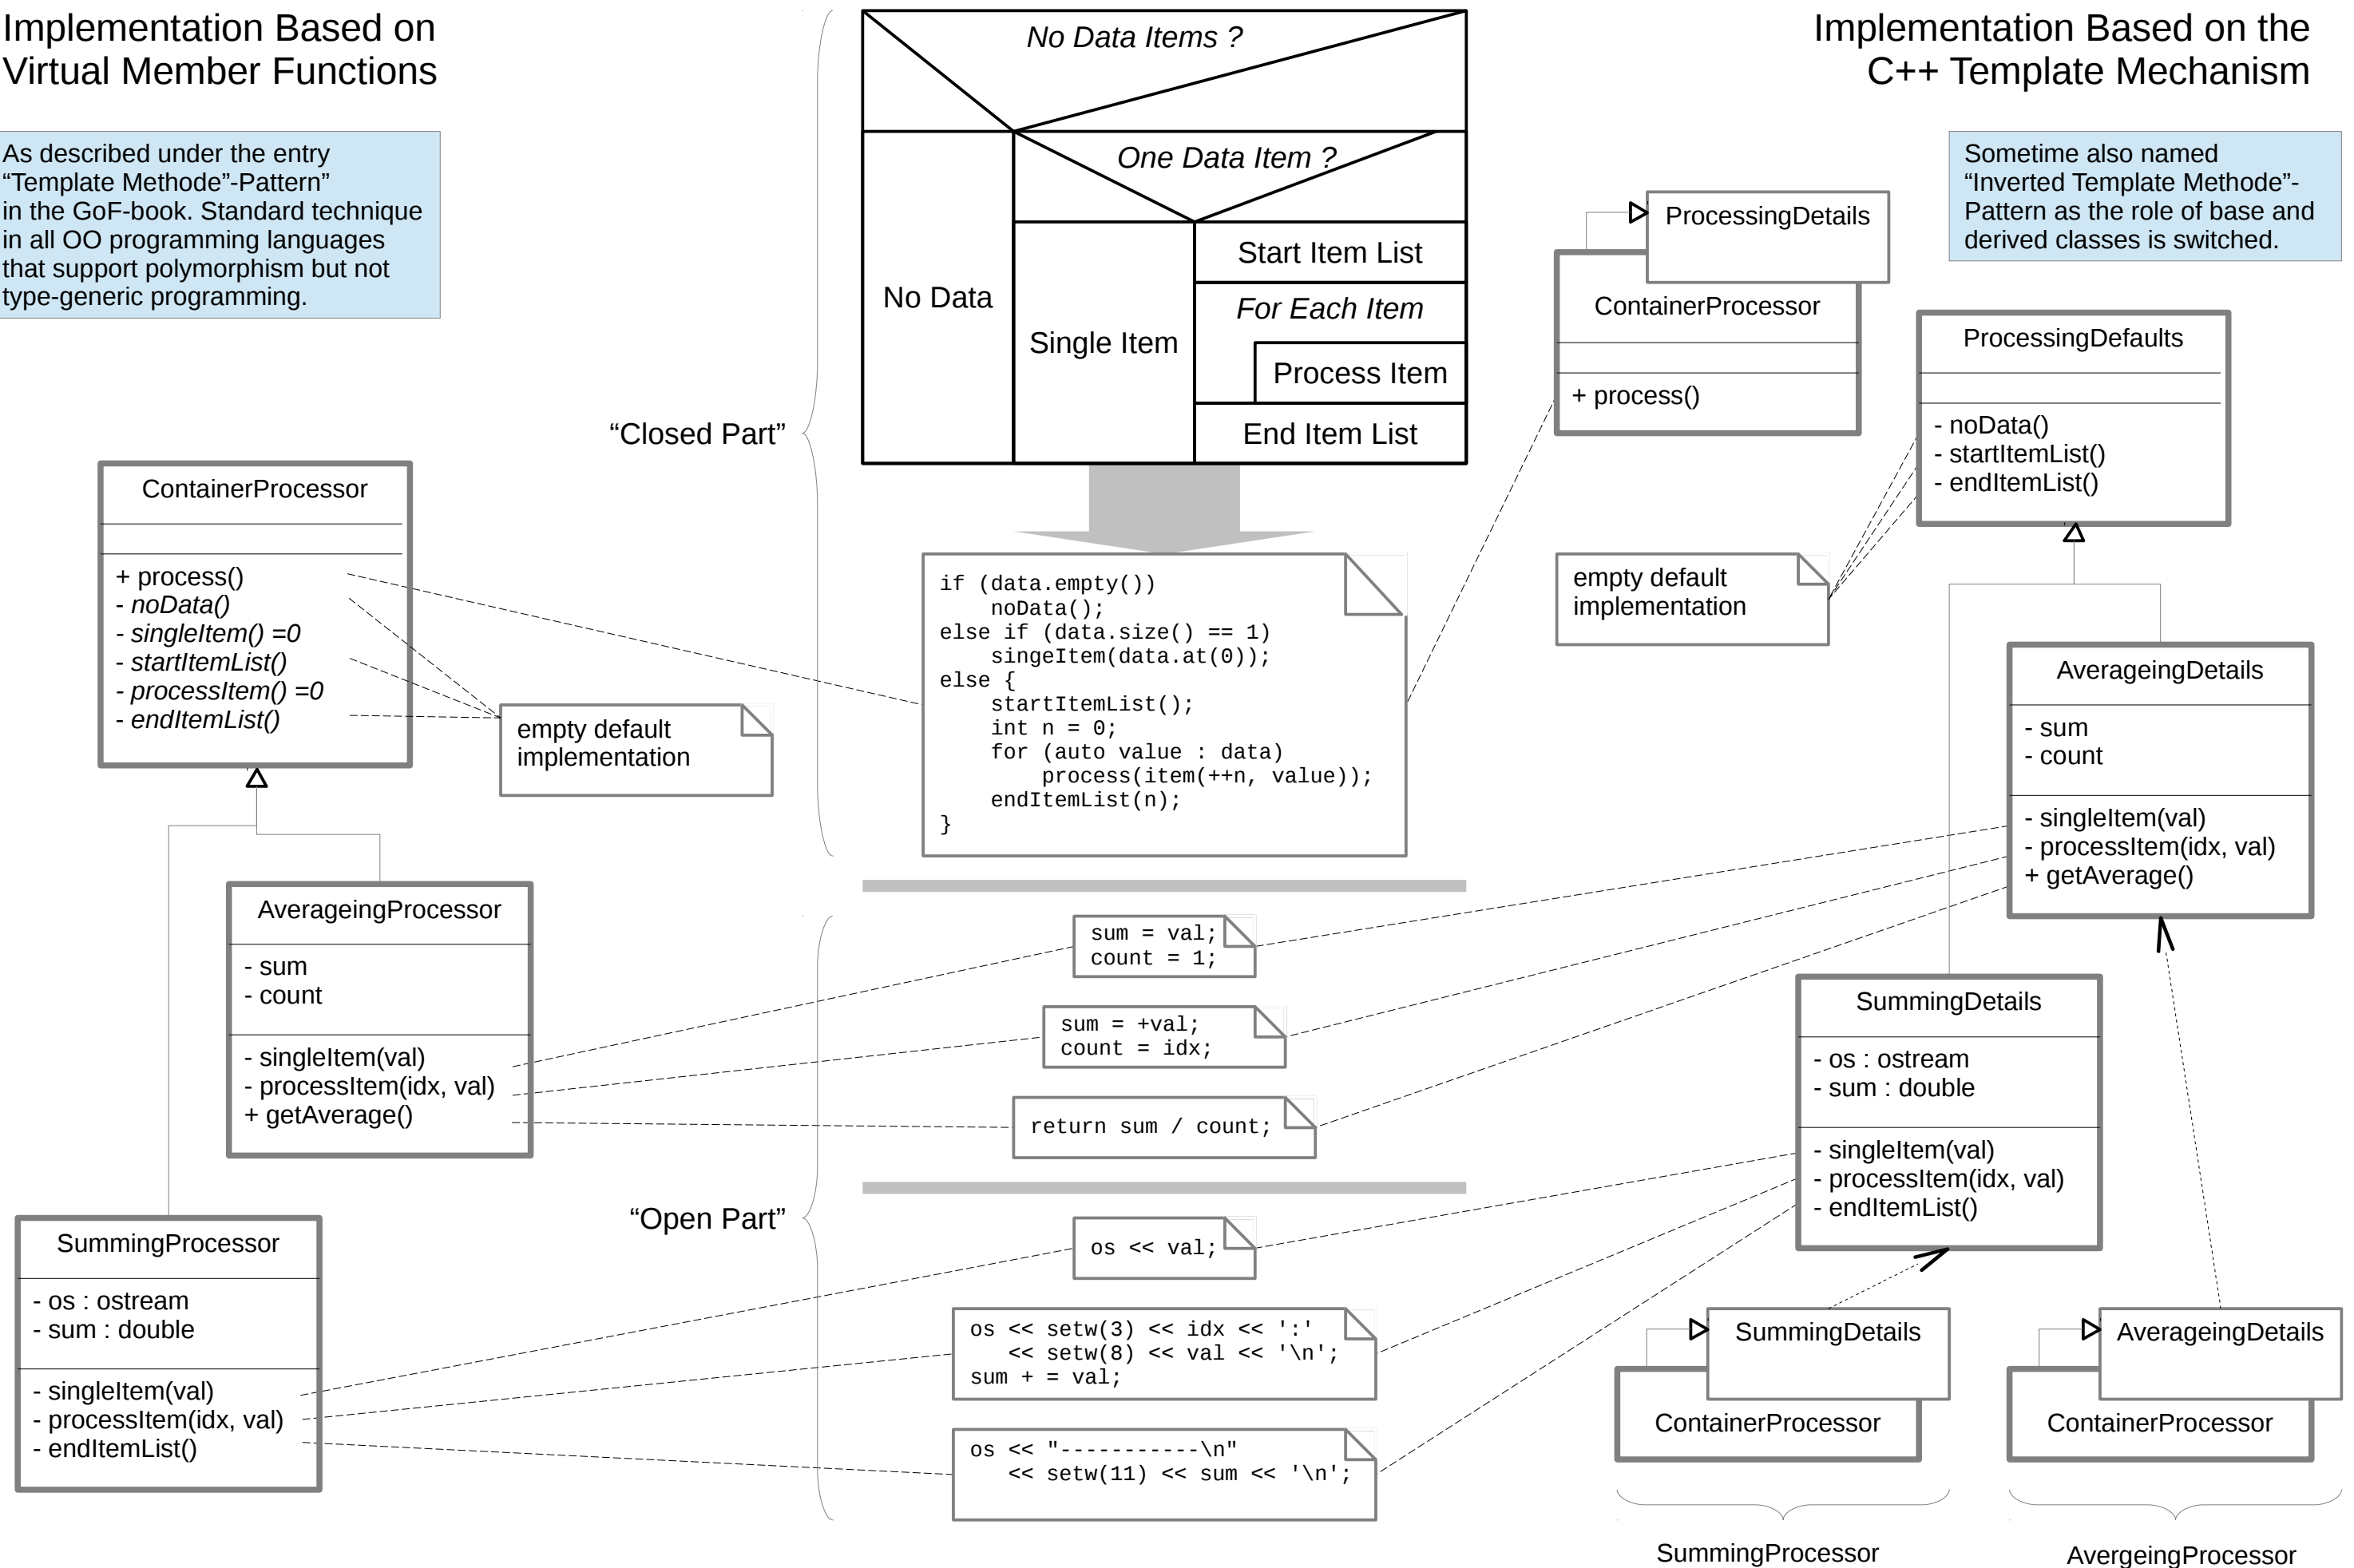 Implementation Based on
Virtual Member Functions
As described under the entry
“Template Methode”-Pattern”
in the GoF-book. Standard technique
in all OO programming languages
that support polymorphism but not
type-generic programming.
ContainerProcessor
+ process()
- noData()
- singleItem() =0
- startItemList()
- processItem() =0
- endItemList()
empty default
implementation
AverageingProcessor
- sum
- count
- singleItem(val)
- processItem(idx, val)
+ getAverage()
SummingProcessor
- os : ostream
- sum : double
- singleItem(val)
- processItem(idx, val)
- endItemList()
“Closed Part”
“Open Part”
No Data Items ?
One Data Item ?
No Data
Single Item
Start Item List
For Each Item
Process Item
End Item List
if (data.empty())
    noData();
else if (data.size() == 1)
    singeItem(data.at(0));
else {
    startItemList();
    int n = 0;
    for (auto value : data)
        process(item(++n, value));
    endItemList(n);
}
sum = val;
count = 1;
sum = +val;
count = idx;
return sum / count;
os << val;
os << setw(3) << idx << ':'
   << setw(8) << val << '\n';
sum + = val;
os << "-----------\n"
   << setw(11) << sum << '\n';
Implementation Based on the
C++ Template Mechanism
Sometime also named
“Inverted Template Methode”-
Pattern as the role of base and
derived classes is switched.
ProcessingDetails
ContainerProcessor
+ process()
ProcessingDefaults
- noData()
- startItemList()
- endItemList()
empty default
implementation
AverageingDetails
- sum
- count
- singleItem(val)
- processItem(idx, val)
+ getAverage()
SummingDetails
- os : ostream
- sum : double
- singleItem(val)
- processItem(idx, val)
- endItemList()
SummingDetails
ContainerProcessor
SummingProcessor
AverageingDetails
ContainerProcessor
AvergeingProcessor